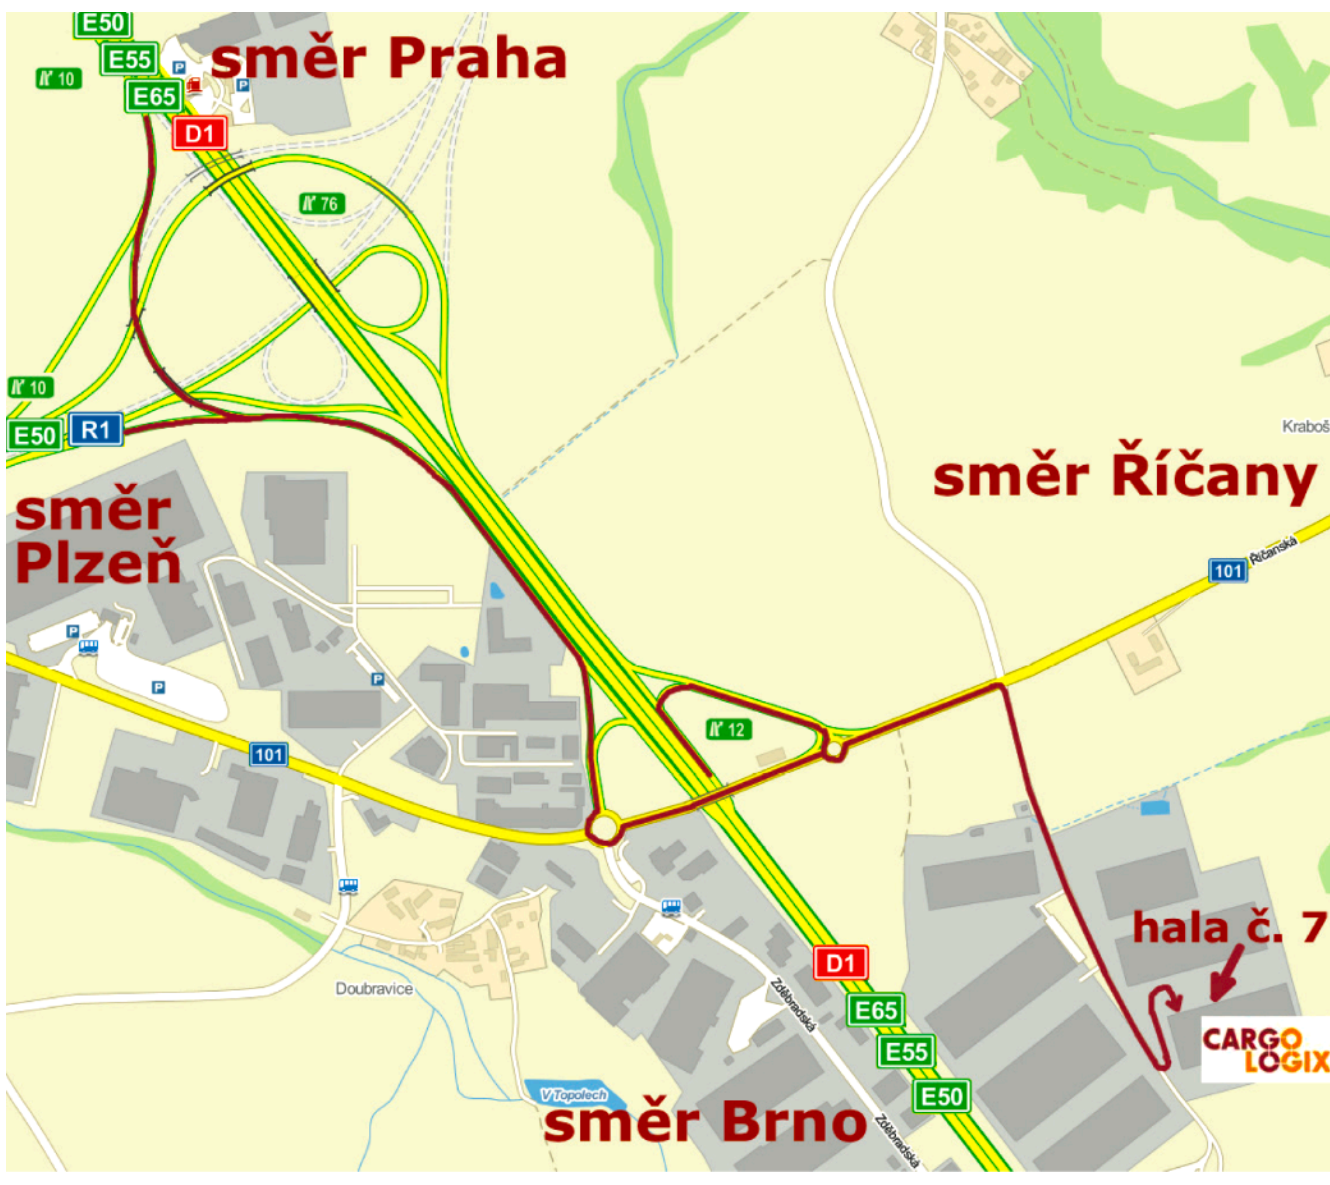 E50
E55
E65
D1
směr Praha
P
P
10
76
10
E50
R1
směr
Plzeň
směr Říčany
Kraboš
101
Říčanská
P
P
P
12
101
hala č. 7
CARGO
LOGIX
D1
E65
E55
E50
Doubravice
Zděbradská
V Topolech
směr Brno
Zděbradská